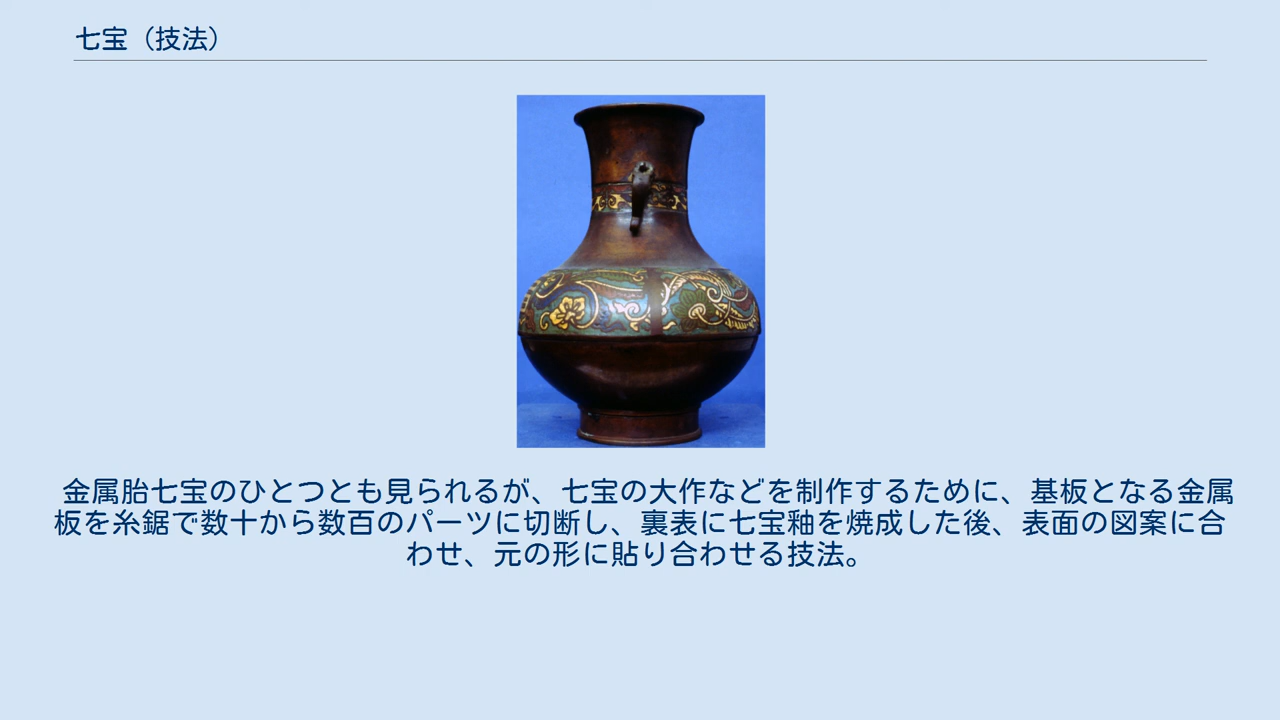 七宝（技法）
金属胎七宝のひとつとも見られるが、七宝の大作などを制作するために、基板となる金属
板を糸鋸で数十から数百のパーツに切断し、裏表に七宝釉を焼成した後、表面の図案に合
わせ、元の形に貼り合わせる技法。